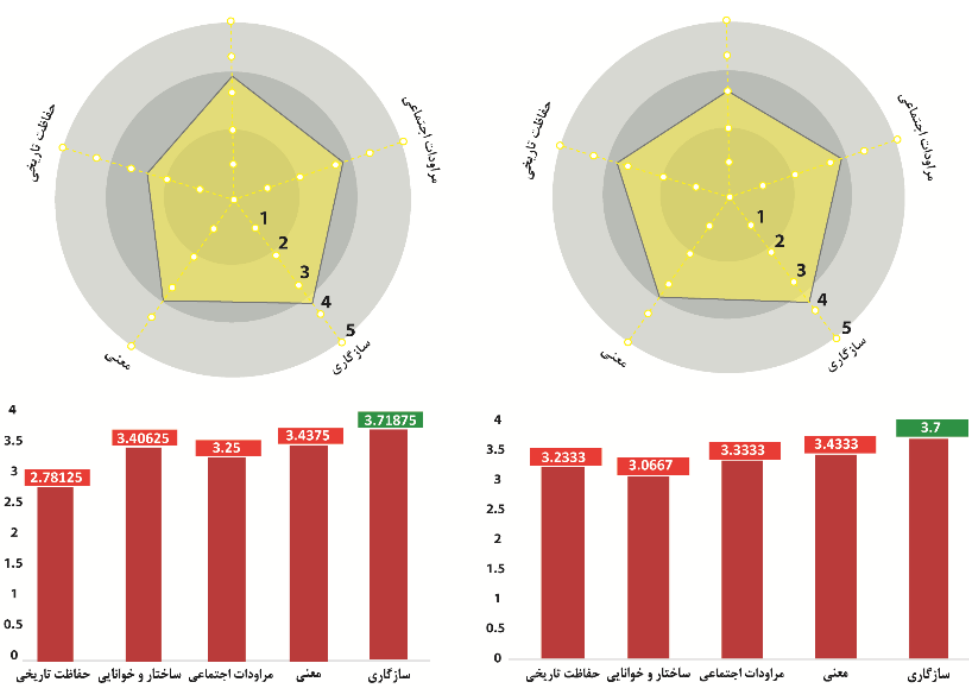 حفاظت تاریخی
مراودات اجتماعی
1
2
3
4
5
معنی
سازگاری
حفاظت تاریخی
مراودات اجتماعی
1
2
3
4
5
معنی
سازگاری
4
3.5
3
2.5
2
1.5
1
0.5
0
2.78125
3.40625
3.25
3.4375
3.71875
حفاظت تاریخی
ساختار و خوانایی
مراودات اجتماعی
معنی
سازگاری
4
3.5
3
2.5
2
1.5
1
0.5
0
3.2333
3.0667
3.3333
3.4333
3.7
حفاظت تاریخی
ساختار و خوانایی
مراودات اجتماعی
معنی
سازگاری